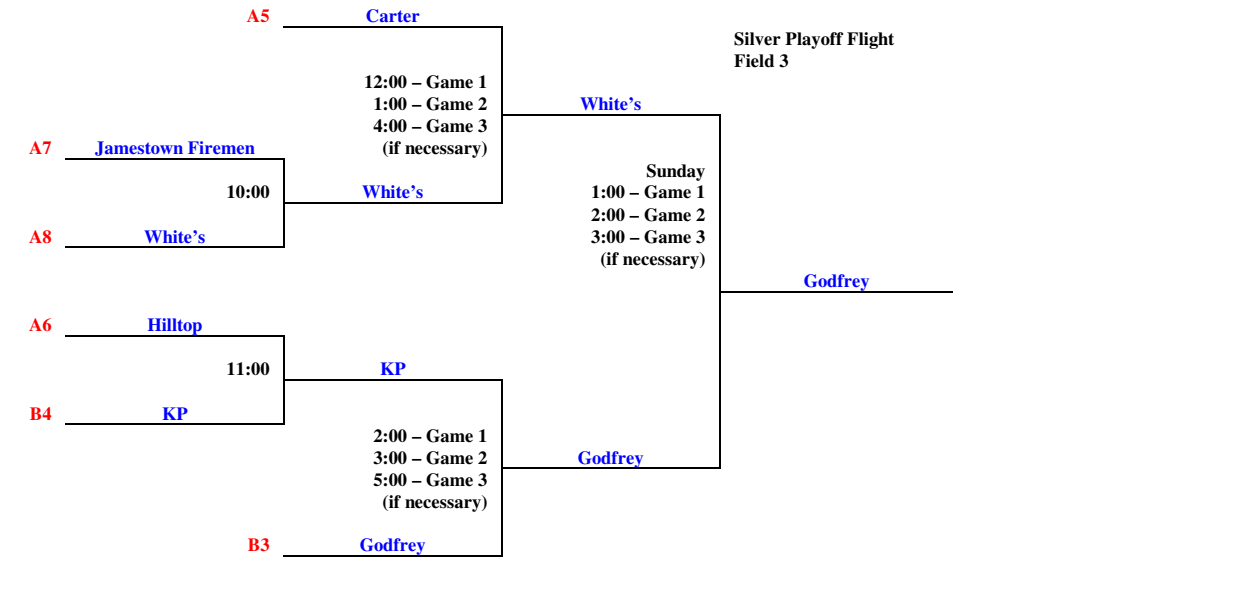 A5 Carter
Silver Playoff Flight
Field 3
12:00 – Game 1
1:00 – Game 2
4:00 – Game 3
(if necessary)
White’s
A7 Jamestown Firemen
10:00
White’s
A8 White’s
Sunday
1:00 – Game 1
2:00 – Game 2
3:00 – Game 3
(if necessary)
Godfrey
A6 Hilltop
11:00
KP
B4 KP
2:00 – Game 1
3:00 – Game 2
5:00 – Game 3
(if necessary)
Godfrey
B3 Godfrey